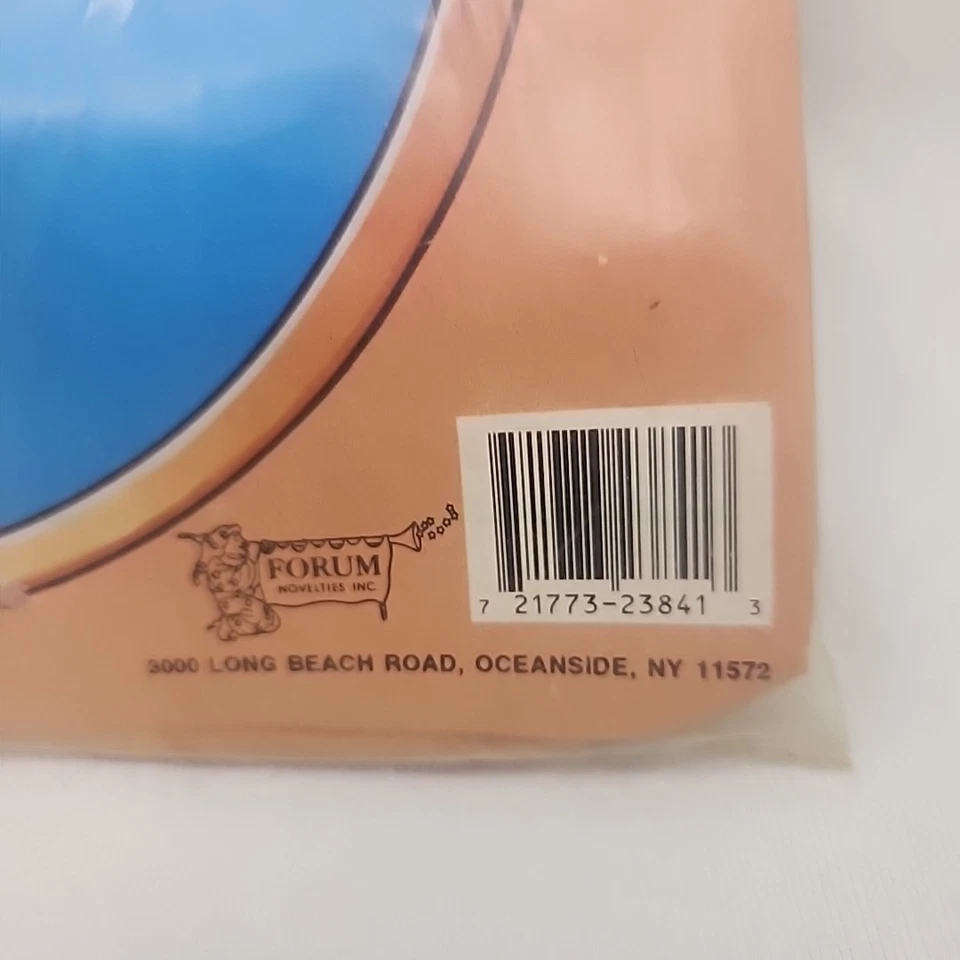 FORUM
NOVELTIES INC
7 21773-23841 3
3000 LONG BEACH ROAD, OCEANSIDE, NY 11572